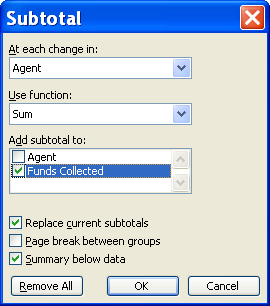 Subtotal
At each change in:
Agent
Use function:
Sum
Add subtotal to:
Agent
Funds Collected
Replace current subtotals
Page break between groups
Summary below data
Remove All OK Cancel